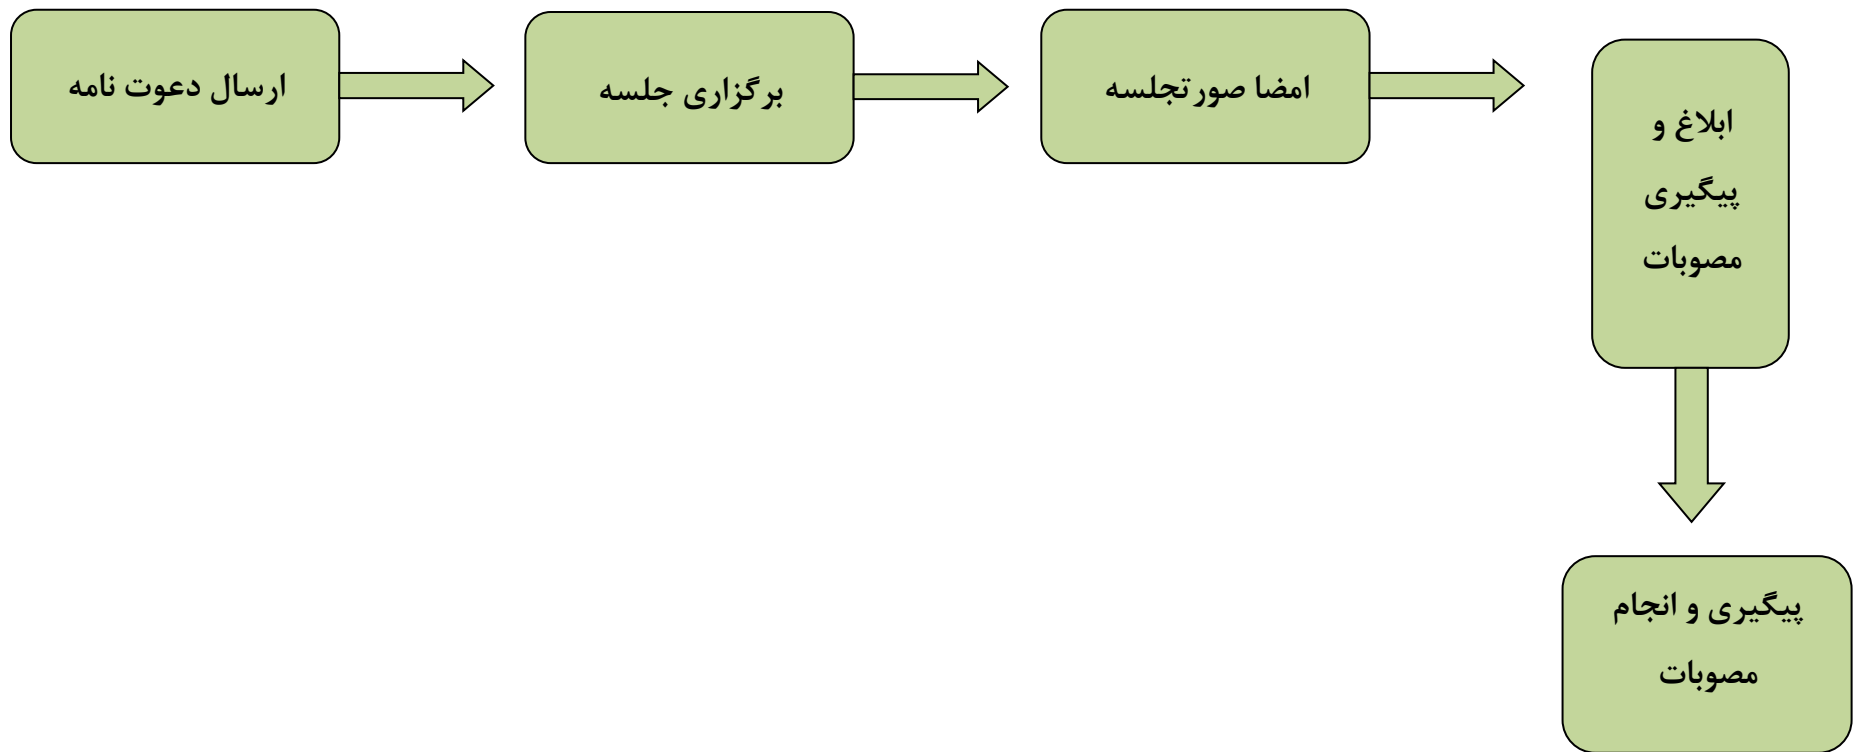 ارسال دعوت نامه
برگزاری جلسه
امضا صورتجلسه
ابلاغ و
پیگیری
مصوبات
پیگیری و انجام
مصوبات